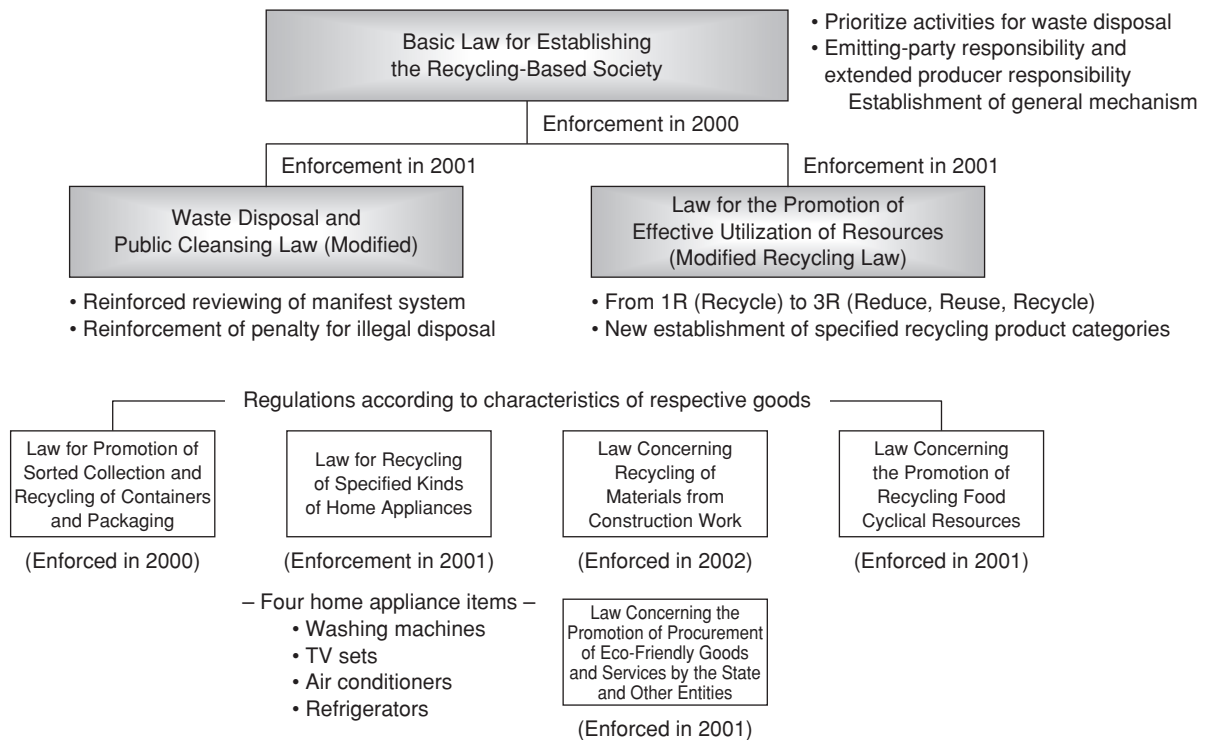 Basic Law for Establishing
the Recycling-Based Society
• Prioritize activities for waste disposal
• Emitting-party responsibility and
extended producer responsibility
Establishment of general mechanism
Enforcement in 2000
Enforcement in 2001
Enforcement in 2001
Waste Disposal and
Public Cleansing Law (Modified)
Law for the Promotion of
Effective Utilization of Resources
(Modified Recycling Law)
• Reinforced reviewing of manifest system
• Reinforcement of penalty for illegal disposal
• From 1R (Recycle) to 3R (Reduce, Reuse, Recycle)
• New establishment of specified recycling product categories
Regulations according to characteristics of respective goods
Law for Promotion of
Sorted Collection and
Recycling of Containers
and Packaging
(Enforced in 2000)
Law for Recycling
of Specified Kinds
of Home Appliances
(Enforcement in 2001)
– Four home appliance items –
• Washing machines
• TV sets
• Air conditioners
• Refrigerators
Law Concerning
Recycling of
Materials from
Construction Work
(Enforced in 2002)
Law Concerning the
Promotion of Procurement
of Eco-Friendly Goods
and Services by the State
and Other Entities
(Enforced in 2001)
Law Concerning
the Promotion of
Recycling Food
Cyclical Resources
(Enforced in 2001)